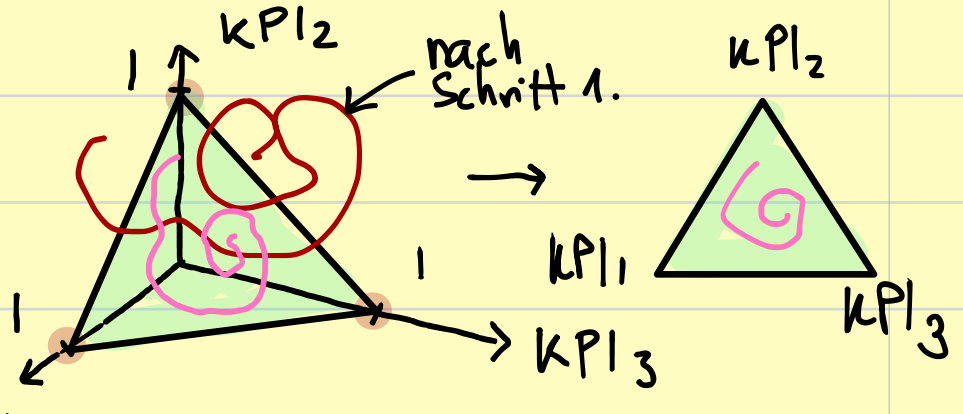 KPI₂
1
nach
Schritt 1.
1
1
KPI₃
KPI₂
KPI₁
KPI₃